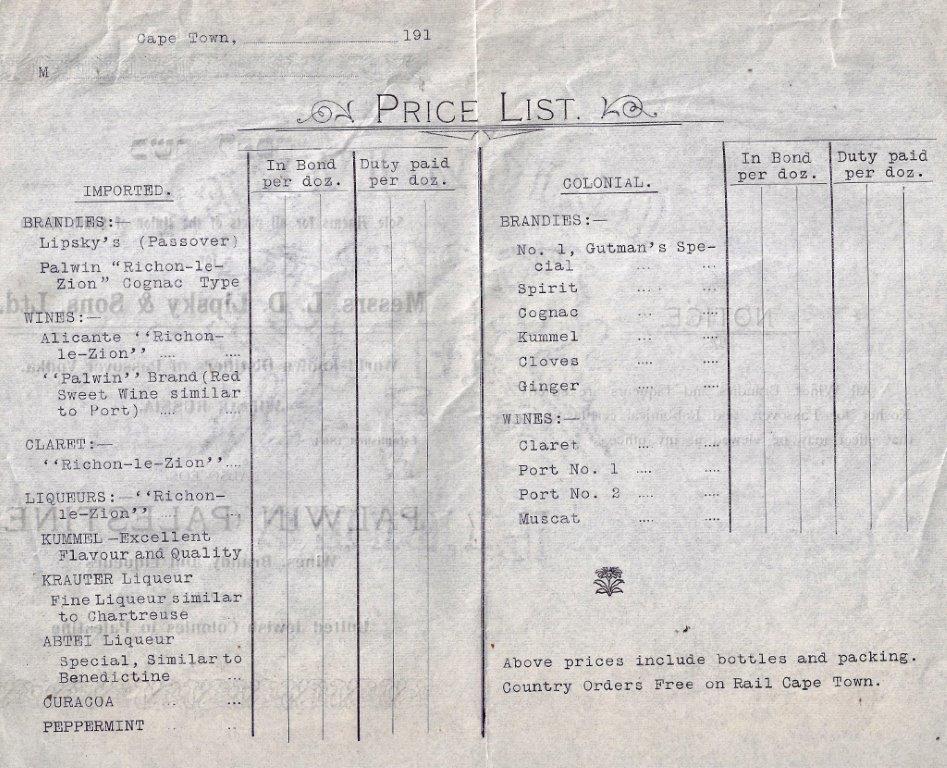 Cape Town, 191
M
PRICE LIST.
In Bond per doz.
Duty paid per doz.
IMPORTED.
BRANDIES:—
Lipsky's (Passover)
Palwin "Richon-le-
Zion" Cognac Type
WINES:—
Alicante ''Richon-
le-Zion'' .... ....
''Palwin'' Brand (Red
Sweet Wine similar
to Port) ....
CLARET:—
''Richon-le-Zion''....
LIQUEURS:—''Richon-
le-Zion'' .... ...
KUMMEL—Excellent
Flavour and Quality
KRAUTER Liqueur
Fine Liqueur similar
to Chartreuse ...
ABTEI Liqueur
Special, Similar to
Benedictine ...
CURACOA ... ...
PEPPERMINT ... ...
In Bond per doz.
Duty paid per doz.
COLONIAL.
BRANDIES:—
No. 1, Gutman's Spe-
cial .... ....
Spirit .... ....
Cognac .... ....
Kummel .... ....
Cloves .... ....
Ginger .... ....
WINES:—
Claret .... ....
Port No. 1 .... ....
Port No. 2 .... ....
Muscat .... ....
Above prices include bottles and packing.
Country Orders Free on Rail Cape Town.